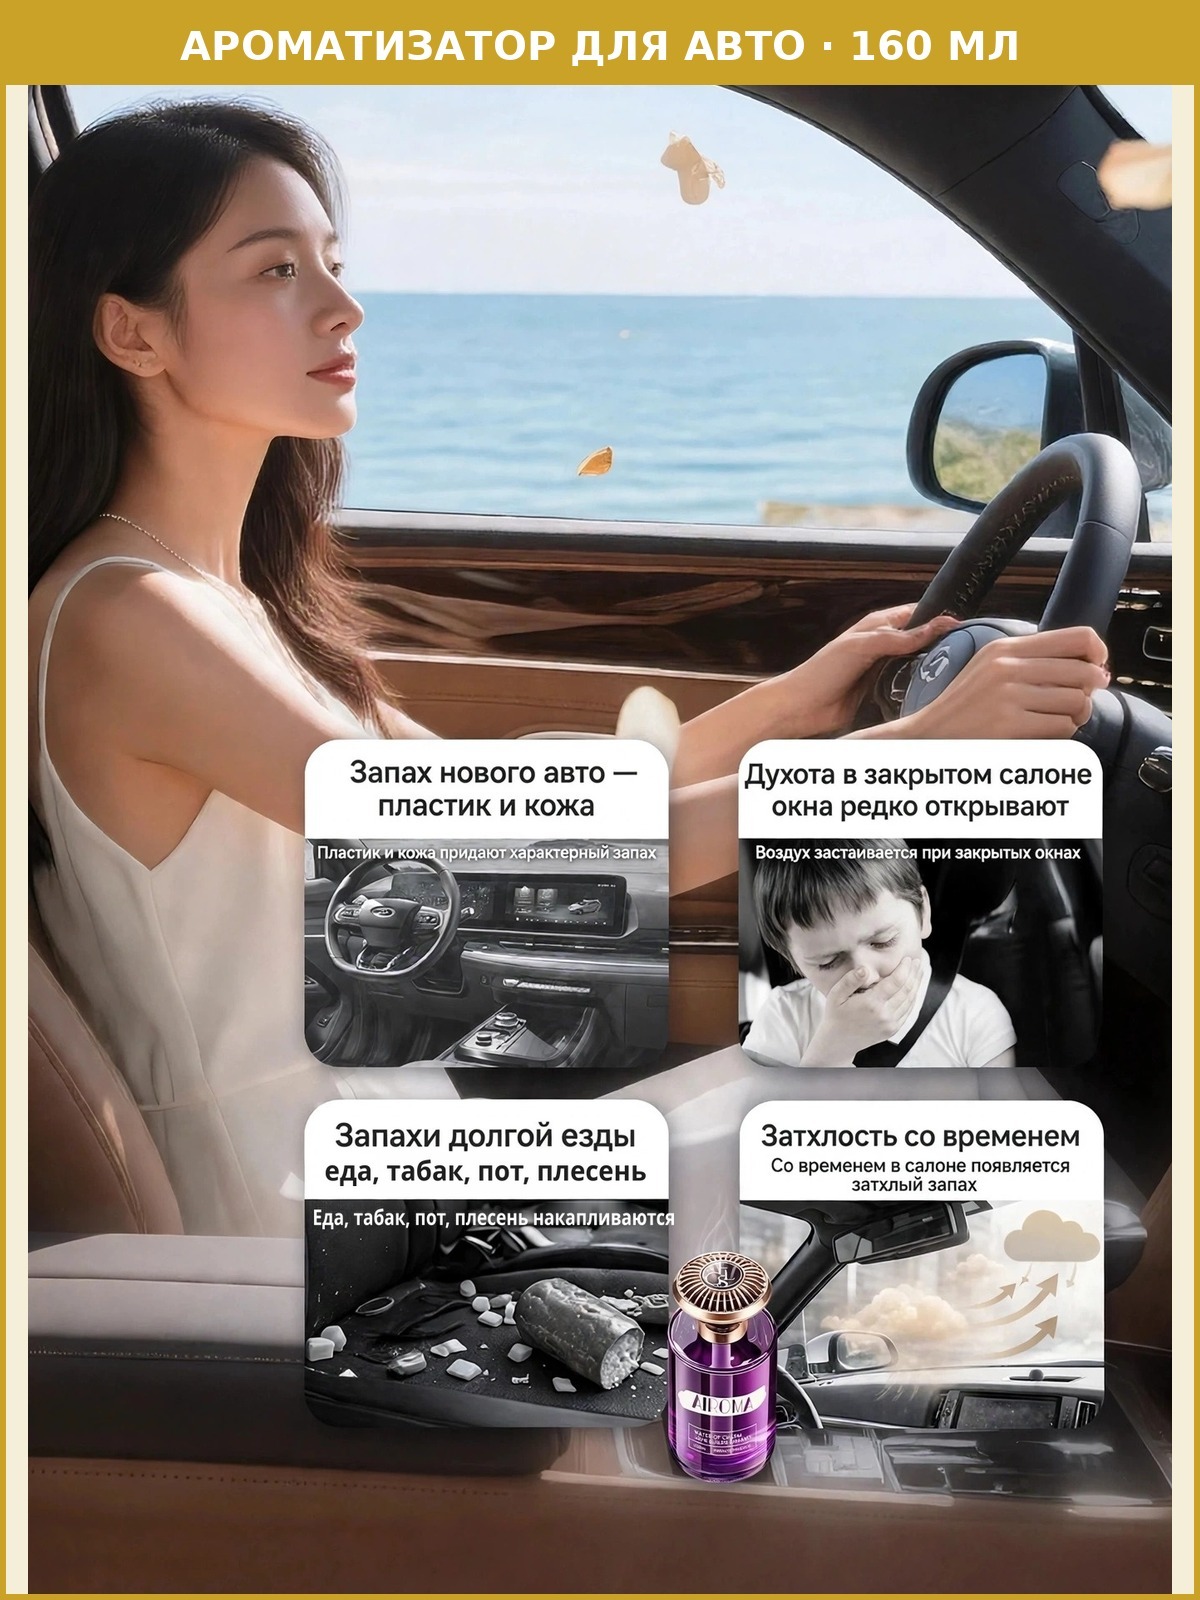 АРОМАТИЗАТОР ДЛЯ АВТО · 160 МЛ
Запах нового авто —
пластик и кожа
Пластик и кожа придают характерный запах
Духота в закрытом салоне
окна редко открывают
Воздух застаивается при закрытых окнах
Запахи долгой езды
еда, табак, пот, плесень
Еда, табак, пот, плесень накапливаются
Затхлость со временем
Со временем в салоне появляется
затхлый запах
AIROMA